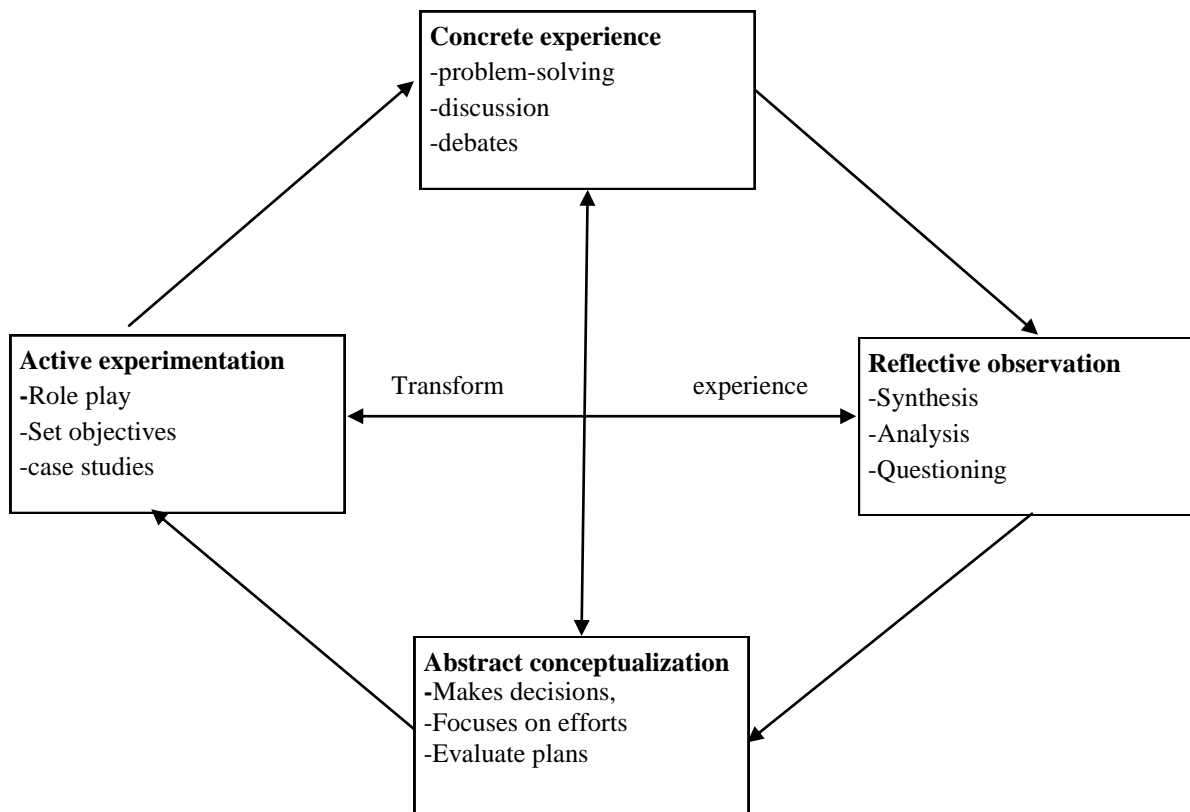 Concrete experience
-problem-solving
-discussion
-debates
Active experimentation
-Role play
-Set objectives
-case studies
Transform experience
Reflective observation
-Synthesis
-Analysis
-Questioning
Abstract conceptualization
-Makes decisions,
-Focuses on efforts
-Evaluate plans